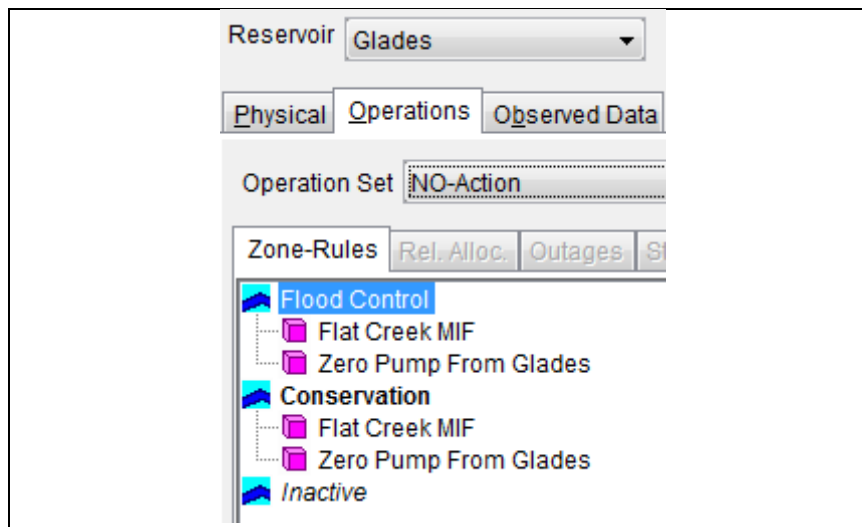 Reservoir Glades
Physical Operations Observed Data
Operation Set NO-Action
Zone-Rules Rel. Alloc. Outages St
Flood Control
Flat Creek MIF
Zero Pump From Glades
Conservation
Flat Creek MIF
Zero Pump From Glades
Inactive